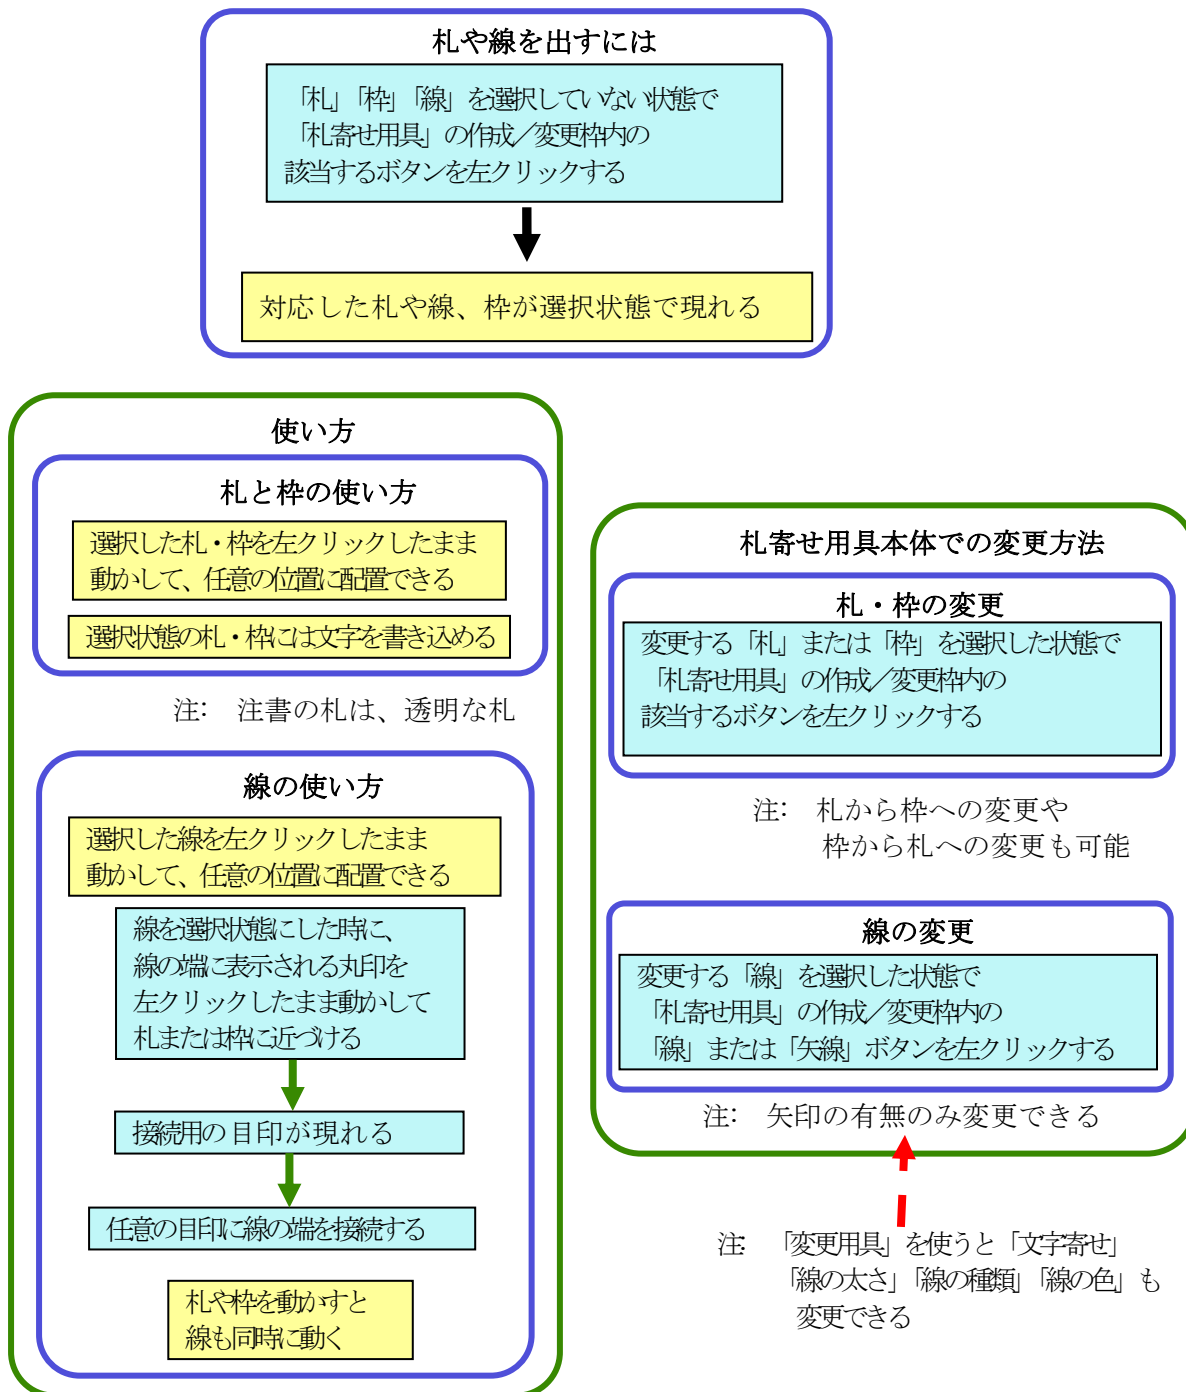 札や線を出すには
「札」「枠」「線」を選択していない状態で
「札寄せ用具」の作成／変更枠内の
該当するボタンを左クリックする
対応した札や線、枠が選択状態で現れる
使い方
札と枠の使い方
選択した札・枠を左クリックしたまま
動かして、任意の位置に配置できる
選択状態の札・枠には文字を書き込める
注:　注書の札は、透明な札
線の使い方
選択した線を左クリックしたまま
動かして、任意の位置に配置できる
線を選択状態にした時に、
線の端に表示される丸印を
左クリックしたまま動かして
札または枠に近づける
接続用の目印が現れる
任意の目印に線の端を接続する
札や枠を動かすと
線も同時に動く
札寄せ用具本体での変更方法
札・枠の変更
変更する「札」または「枠」を選択した状態で
「札寄せ用具」の作成／変更枠内の
該当するボタンを左クリックする
注:　札から枠への変更や
枠から札への変更も可能
線の変更
変更する「線」を選択した状態で
「札寄せ用具」の作成／変更枠内の
「線」または「矢線」ボタンを左クリックする
注:　矢印の有無のみ変更できる
注:　「変更用具」を使うと「文字寄せ」
「線の太さ」「線の種類」「線の色」も
変更できる